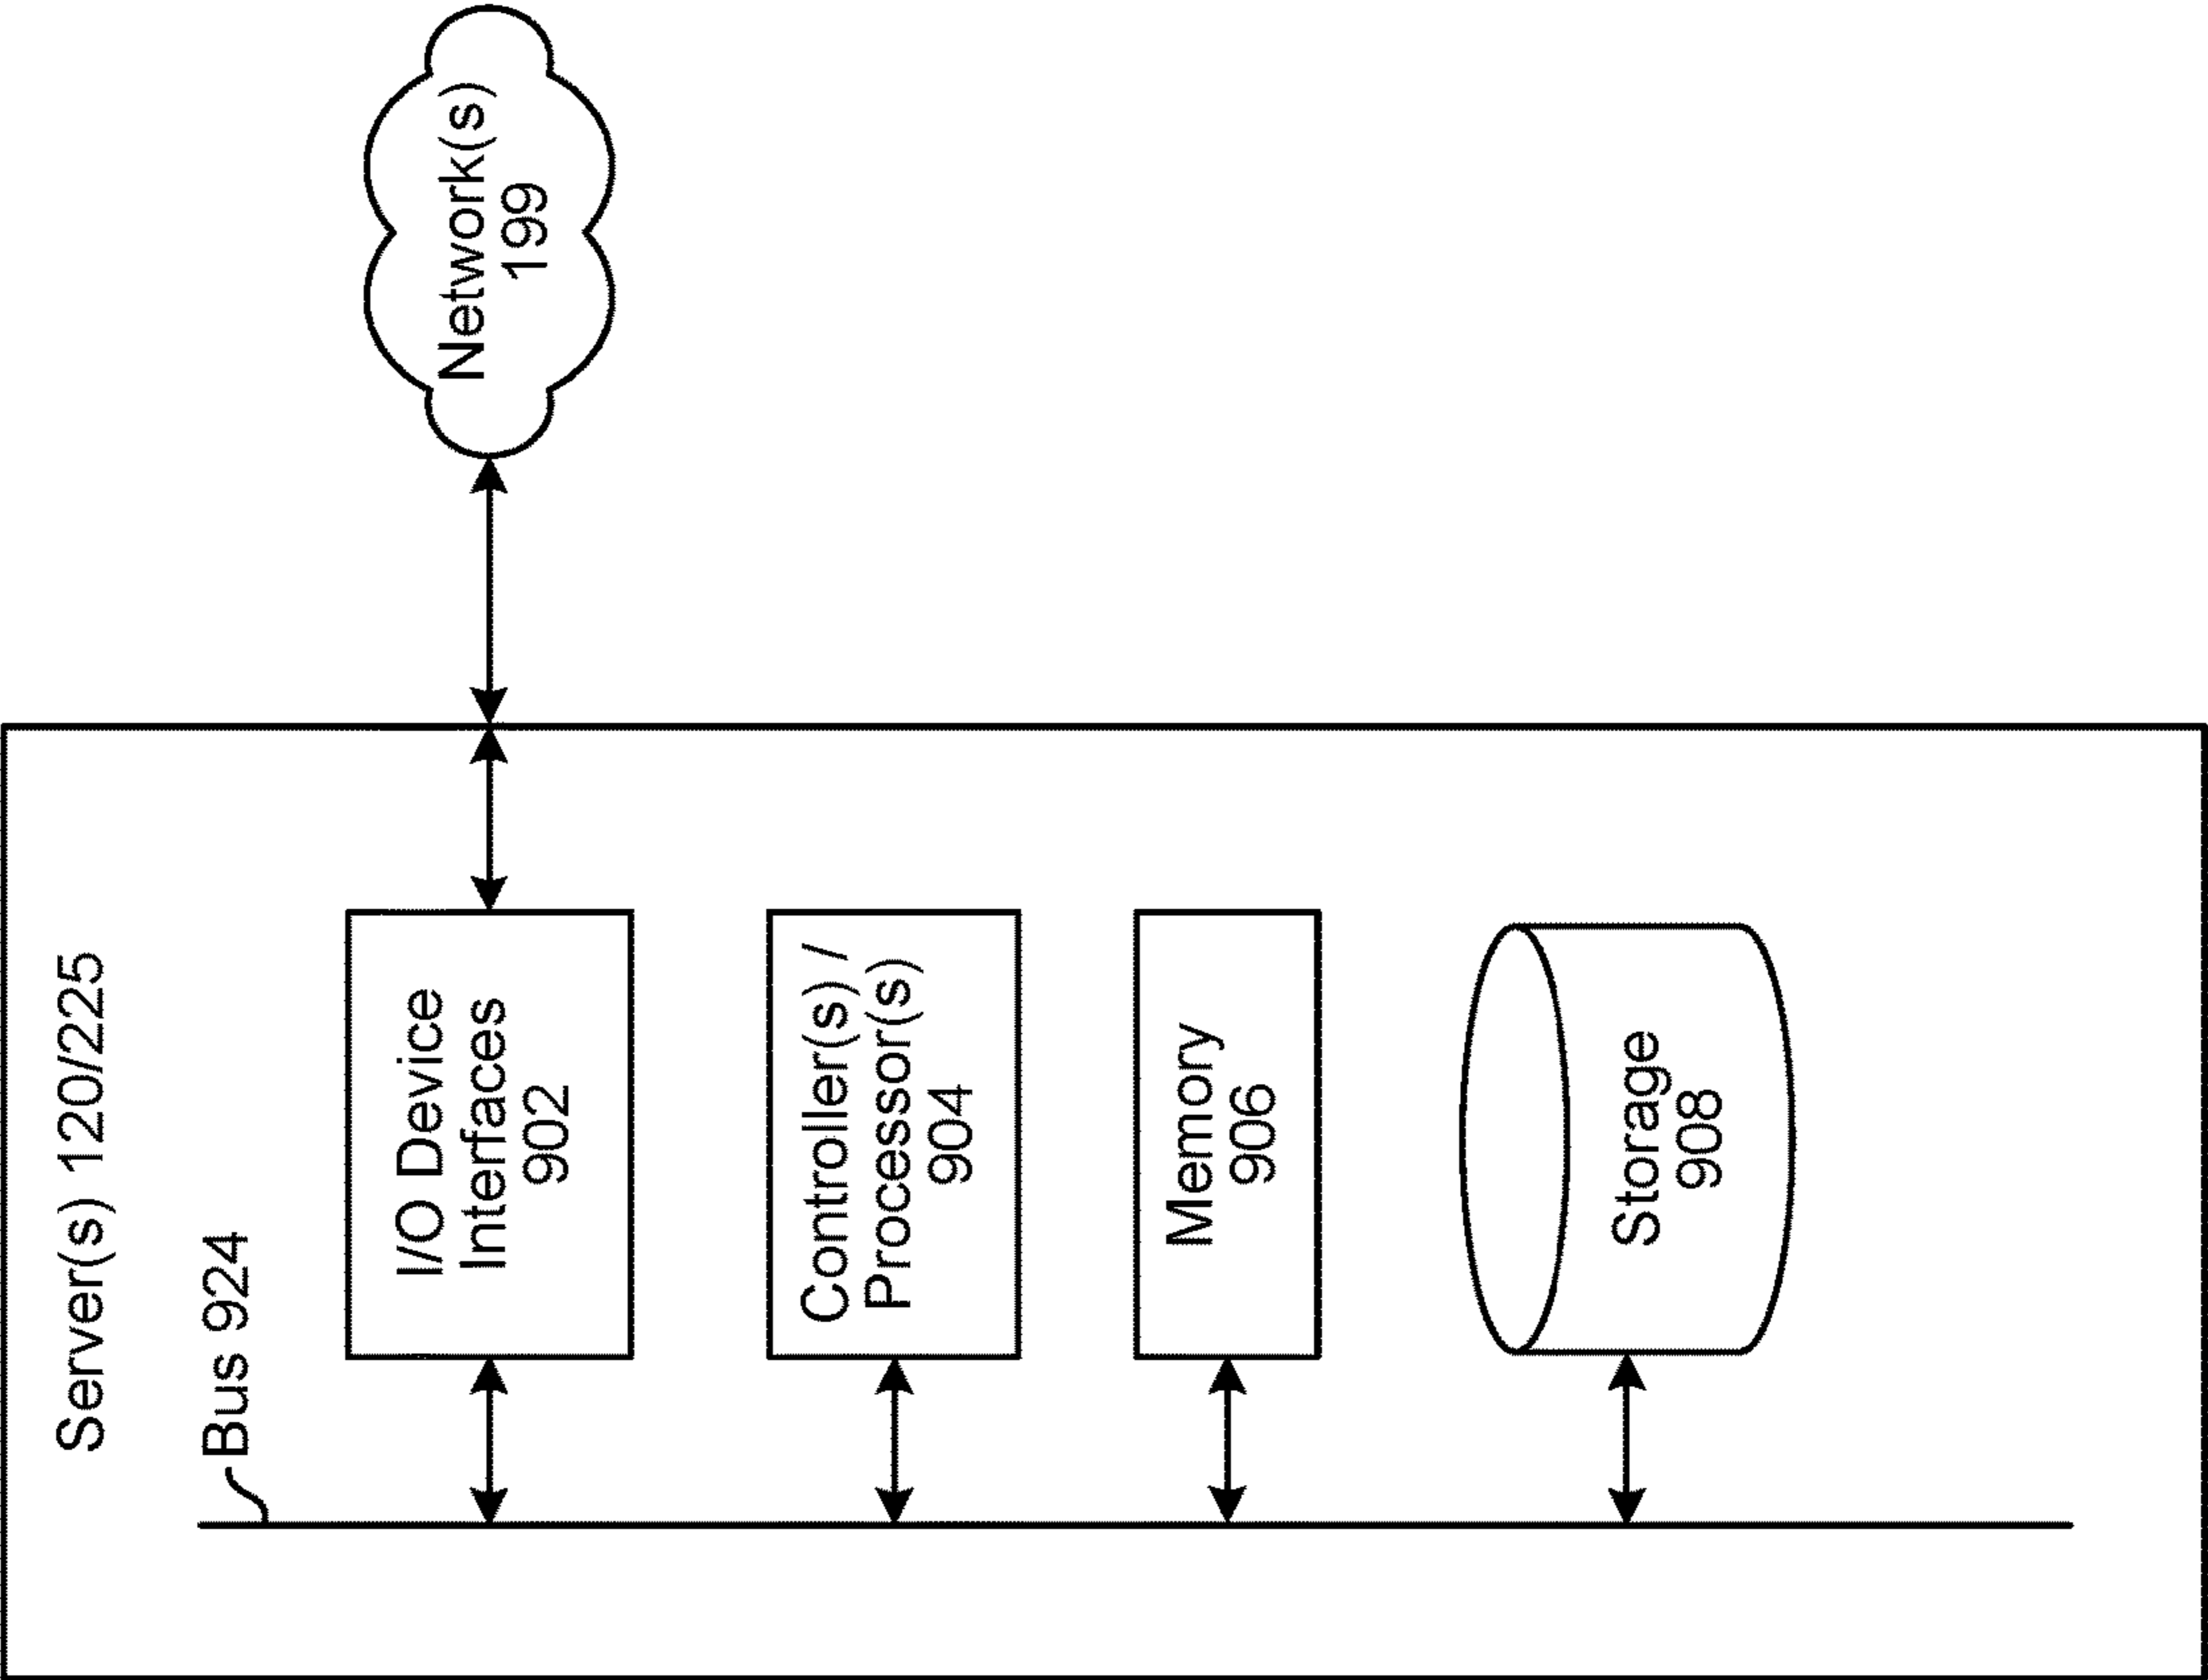 Server(s) 120/225
Bus 924
I/O Device
Interfaces
902
Network(s)
199
Controller(s) /
Processor(s)
904
Memory
906
Storage
908